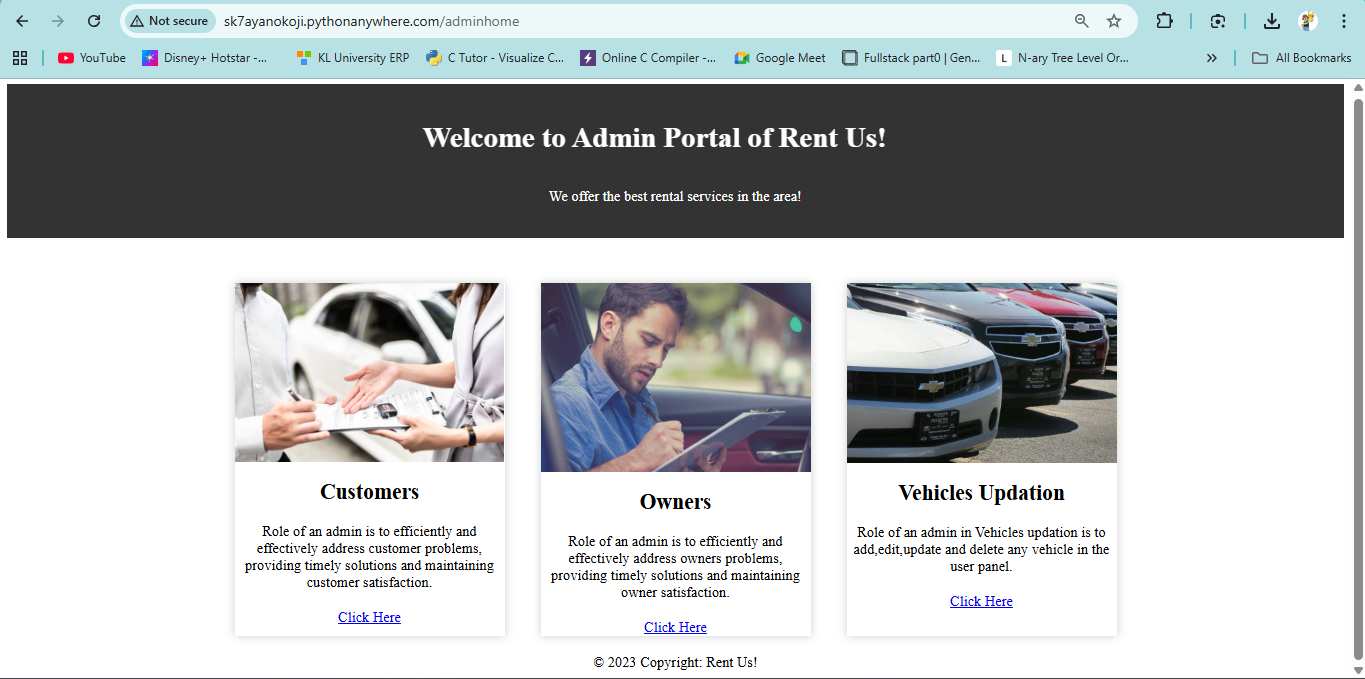 Not secure
sk7ayanokoji.pythonanywhere.com/adminhome
YouTube
Disney+ Hotstar -...
KL University ERP
C Tutor - Visualize C...
Online C Compiler -...
Google Meet
Fullstack part0 | Gen...
L
N-ary Tree Level Or...
»
All Bookmarks
Welcome to Admin Portal of Rent Us!
We offer the best rental services in the area!
Customers
Role of an admin is to efficiently and
effectively address customer problems,
providing timely solutions and maintaining
customer satisfaction.
Click Here
Owners
Role of an admin is to efficiently and
effectively address owners problems,
providing timely solutions and maintaining
owner satisfaction.
Click Here
Vehicles Updation
Role of an admin in Vehicles updation is to
add,edit,update and delete any vehicle in the
user panel.
Click Here
© 2023 Copyright: Rent Us!